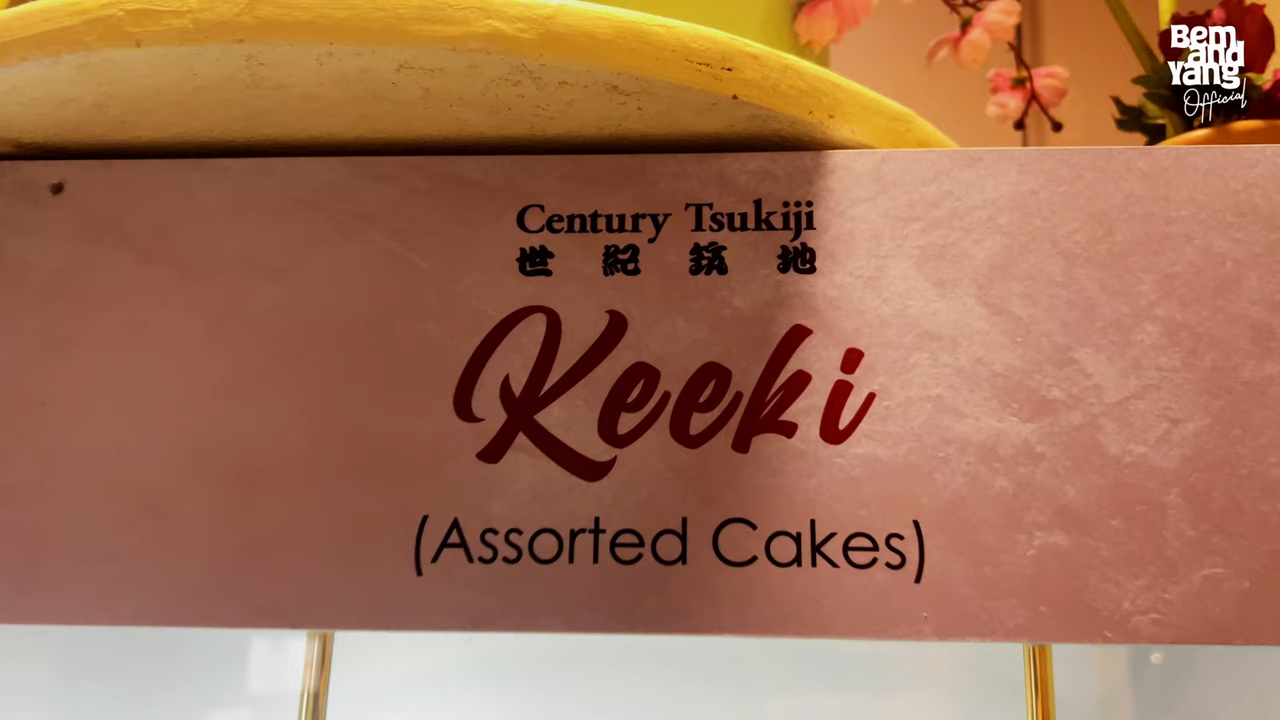 Bem
and
Yang
Official
Century Tsukiji
世紀築地
Keeki
(Assorted Cakes)